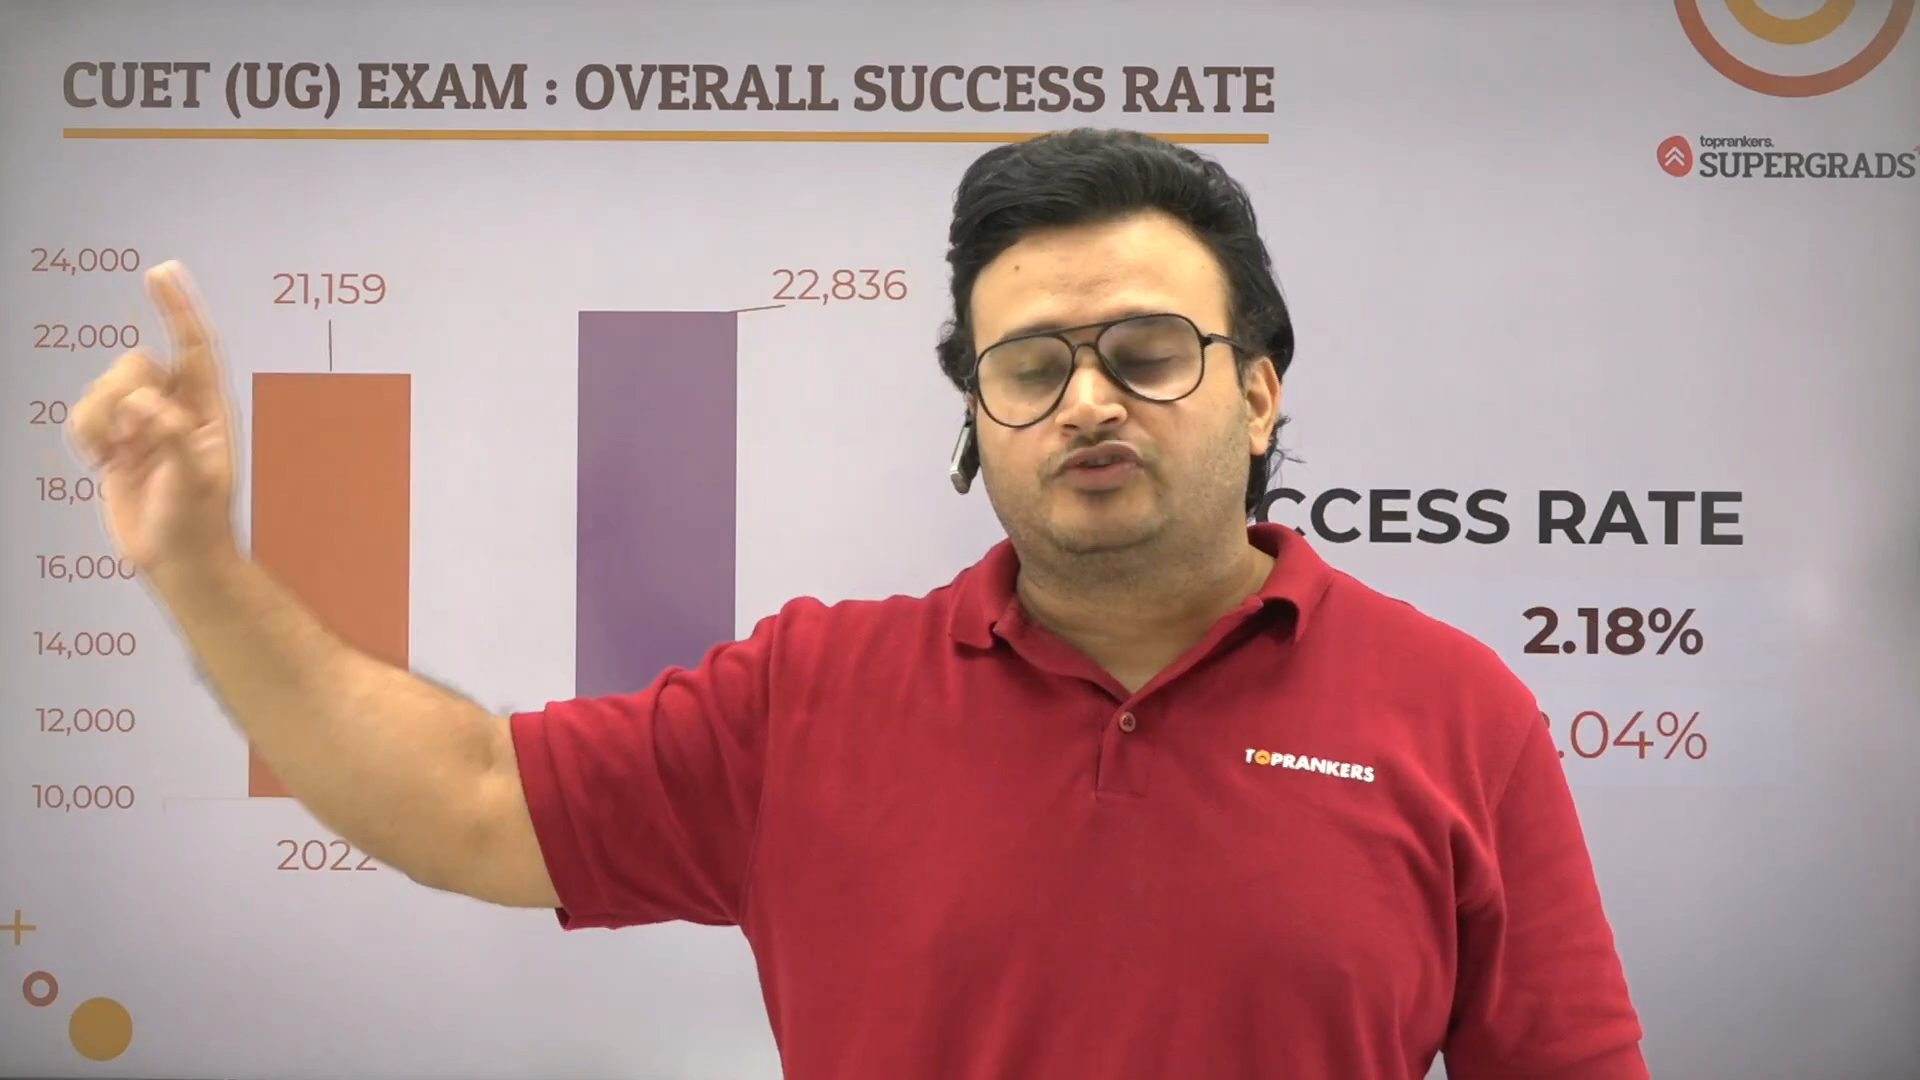 CUET (UG) EXAM : OVERALL SUCCESS RATE
toprankers.
SUPERGRADS
24,000
22,000
16,000
14,000
12,000
10,000
21,159
22,836
2022
RATE
2.18%
.04%
TOPRANKERS